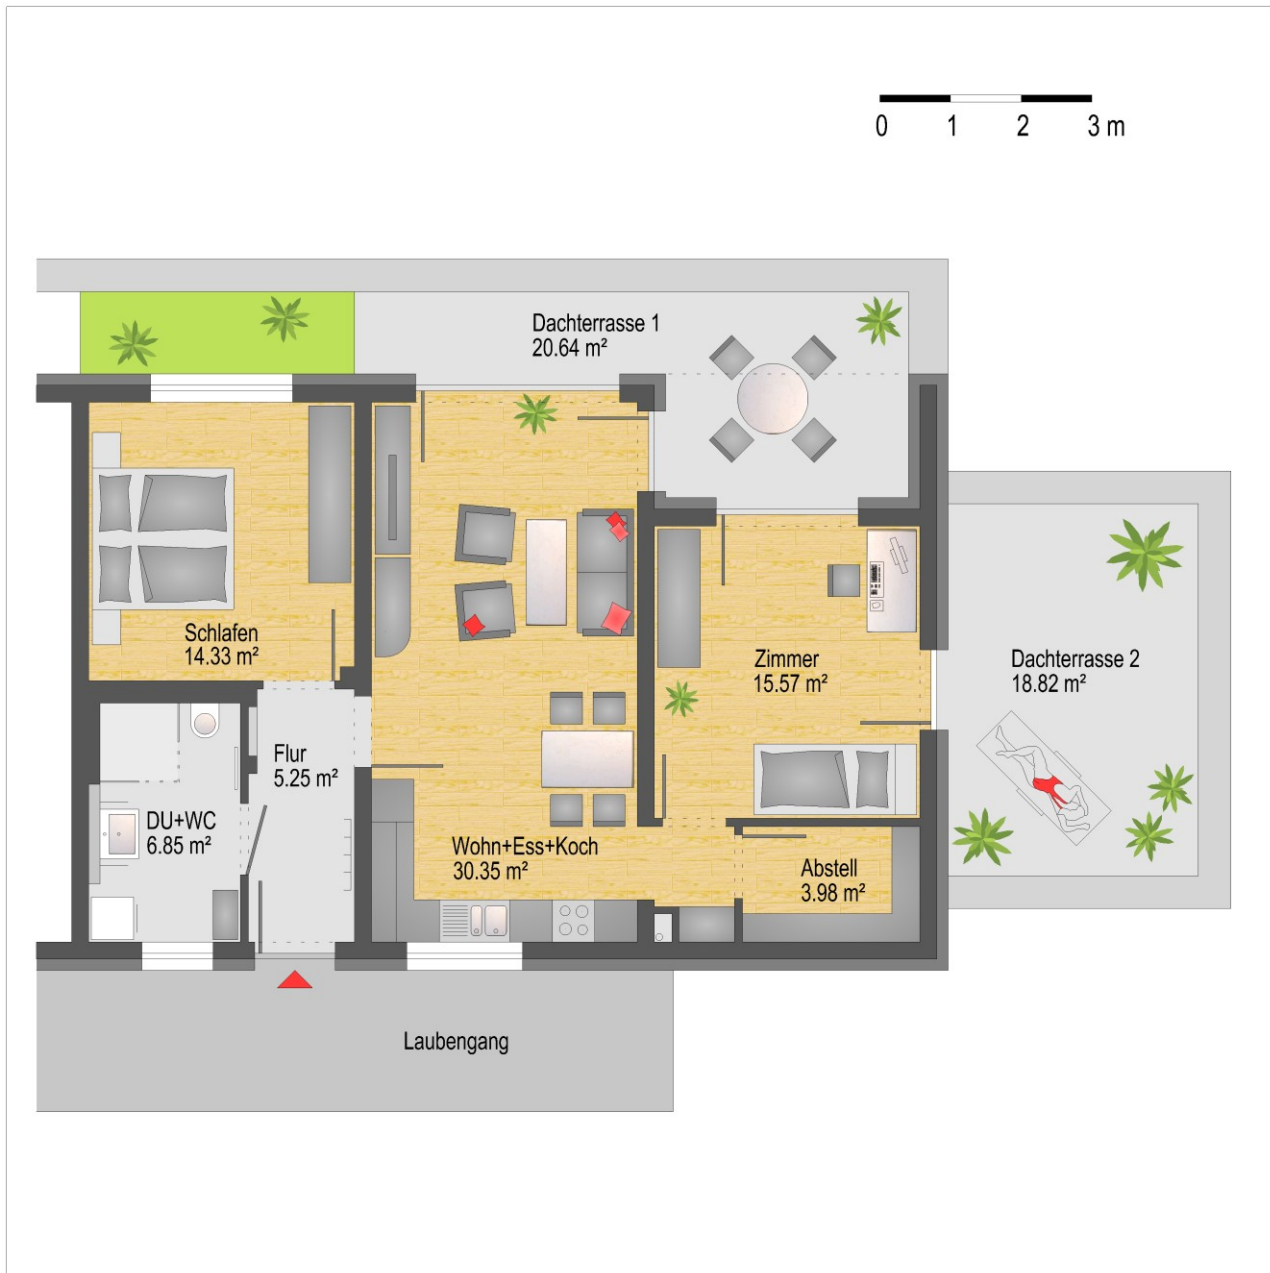 0 1 2 3 m
Dachterrasse 1
20.64 m²
Schlafen
14.33 m²
Zimmer
15.57 m²
Dachterrasse 2
18.82 m²
Flur
5.25 m²
DU+WC
6.85 m²
Wohn+Ess+Koch
30.35 m²
Abstell
3.98 m²
Laubengang